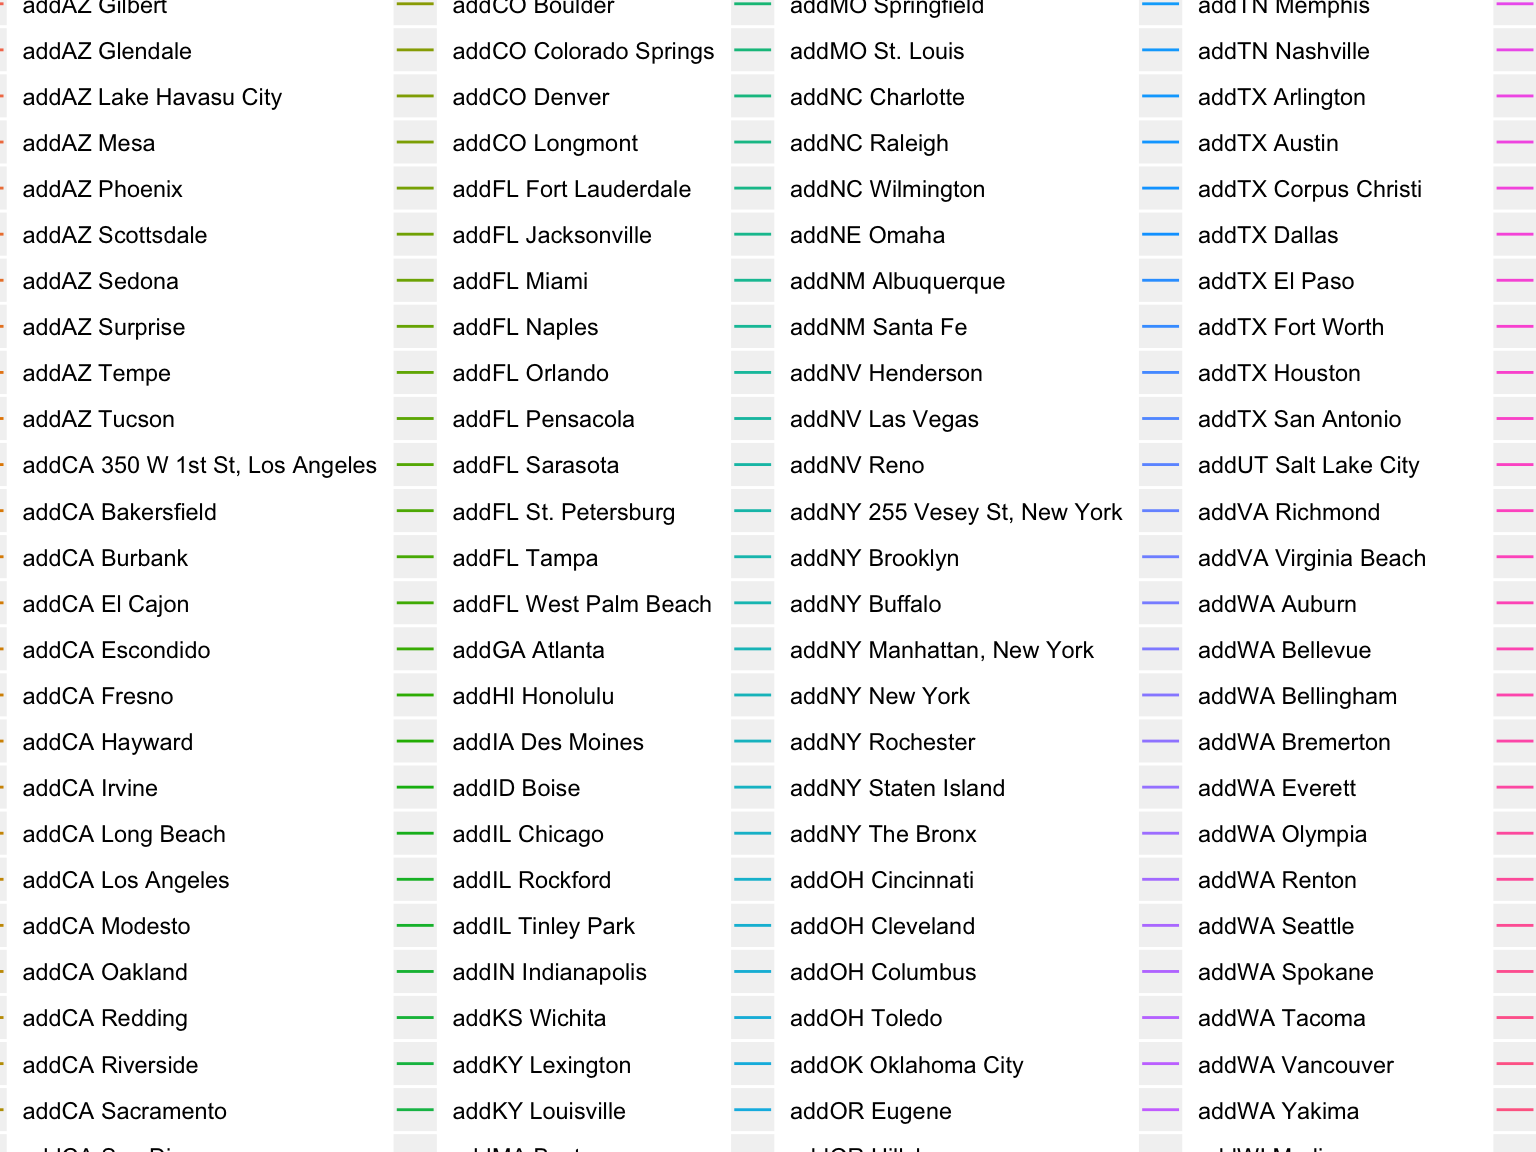 addAZ Gilbert
addAZ Glendale
addAZ Lake Havasu City
addAZ Mesa
addAZ Phoenix
addAZ Scottsdale
addAZ Sedona
addAZ Surprise
addAZ Tempe
addAZ Tucson
addCA 350 W 1st St, Los Angeles
addCA Bakersfield
addCA Burbank
addCA El Cajon
addCA Escondido
addCA Fresno
addCA Hayward
addCA Irvine
addCA Long Beach
addCA Los Angeles
addCA Modesto
addCA Oakland
addCA Redding
addCA Riverside
addCA Sacramento
addCO Boulder
addCO Colorado Springs
addCO Denver
addCO Longmont
addFL Fort Lauderdale
addFL Jacksonville
addFL Miami
addFL Naples
addFL Orlando
addFL Pensacola
addFL Sarasota
addFL St. Petersburg
addFL Tampa
addFL West Palm Beach
addGA Atlanta
addHI Honolulu
addIA Des Moines
addID Boise
addIL Chicago
addIL Rockford
addIL Tinley Park
addIN Indianapolis
addKS Wichita
addKY Lexington
addKY Louisville
addMO Springfield
addMO St. Louis
addNC Charlotte
addNC Raleigh
addNC Wilmington
addNE Omaha
addNM Albuquerque
addNM Santa Fe
addNV Henderson
addNV Las Vegas
addNV Reno
addNY 255 Vesey St, New York
addNY Brooklyn
addNY Buffalo
addNY Manhattan, New York
addNY New York
addNY Rochester
addNY Staten Island
addNY The Bronx
addOH Cincinnati
addOH Cleveland
addOH Columbus
addOH Toledo
addOK Oklahoma City
addOR Eugene
addTN Memphis
addTN Nashville
addTX Arlington
addTX Austin
addTX Corpus Christi
addTX Dallas
addTX El Paso
addTX Fort Worth
addTX Houston
addTX San Antonio
addUT Salt Lake City
addVA Richmond
addVA Virginia Beach
addWA Auburn
addWA Bellevue
addWA Bellingham
addWA Bremerton
addWA Everett
addWA Olympia
addWA Renton
addWA Seattle
addWA Spokane
addWA Tacoma
addWA Vancouver
addWA Yakima